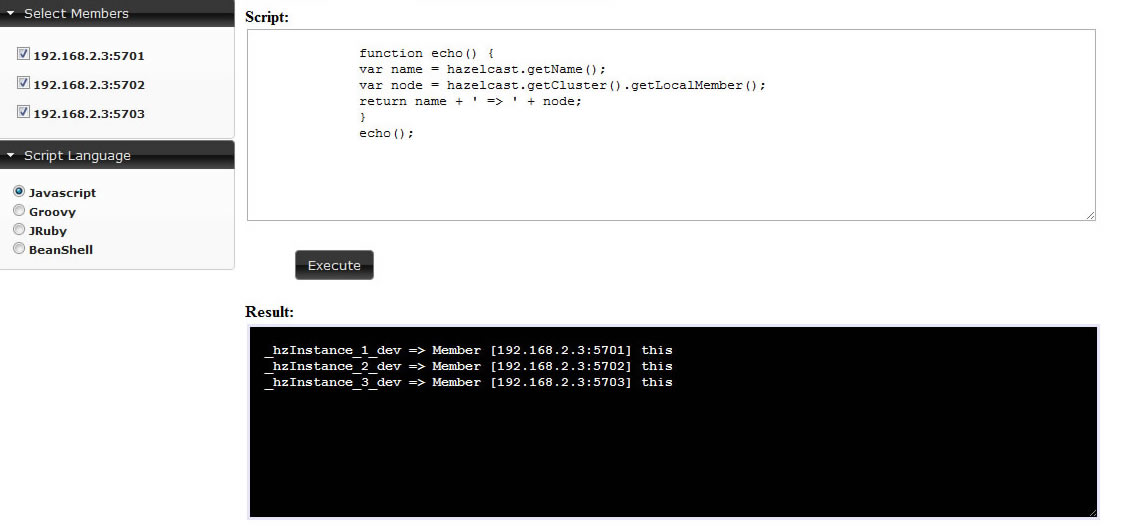 Select Members
192.168.2.3:5701
192.168.2.3:5702
192.168.2.3:5703
Script Language
Javascript
Groovy
JRuby
BeanShell
Script:
function echo() {
var name = hazelcast.getName();
var node = hazelcast.getCluster().getLocalMember();
return name + ' => ' + node;
}
echo();
Execute
Result:
_hzInstance_1_dev => Member [192.168.2.3:5701] this
_hzInstance_2_dev => Member [192.168.2.3:5702] this
_hzInstance_3_dev => Member [192.168.2.3:5703] this